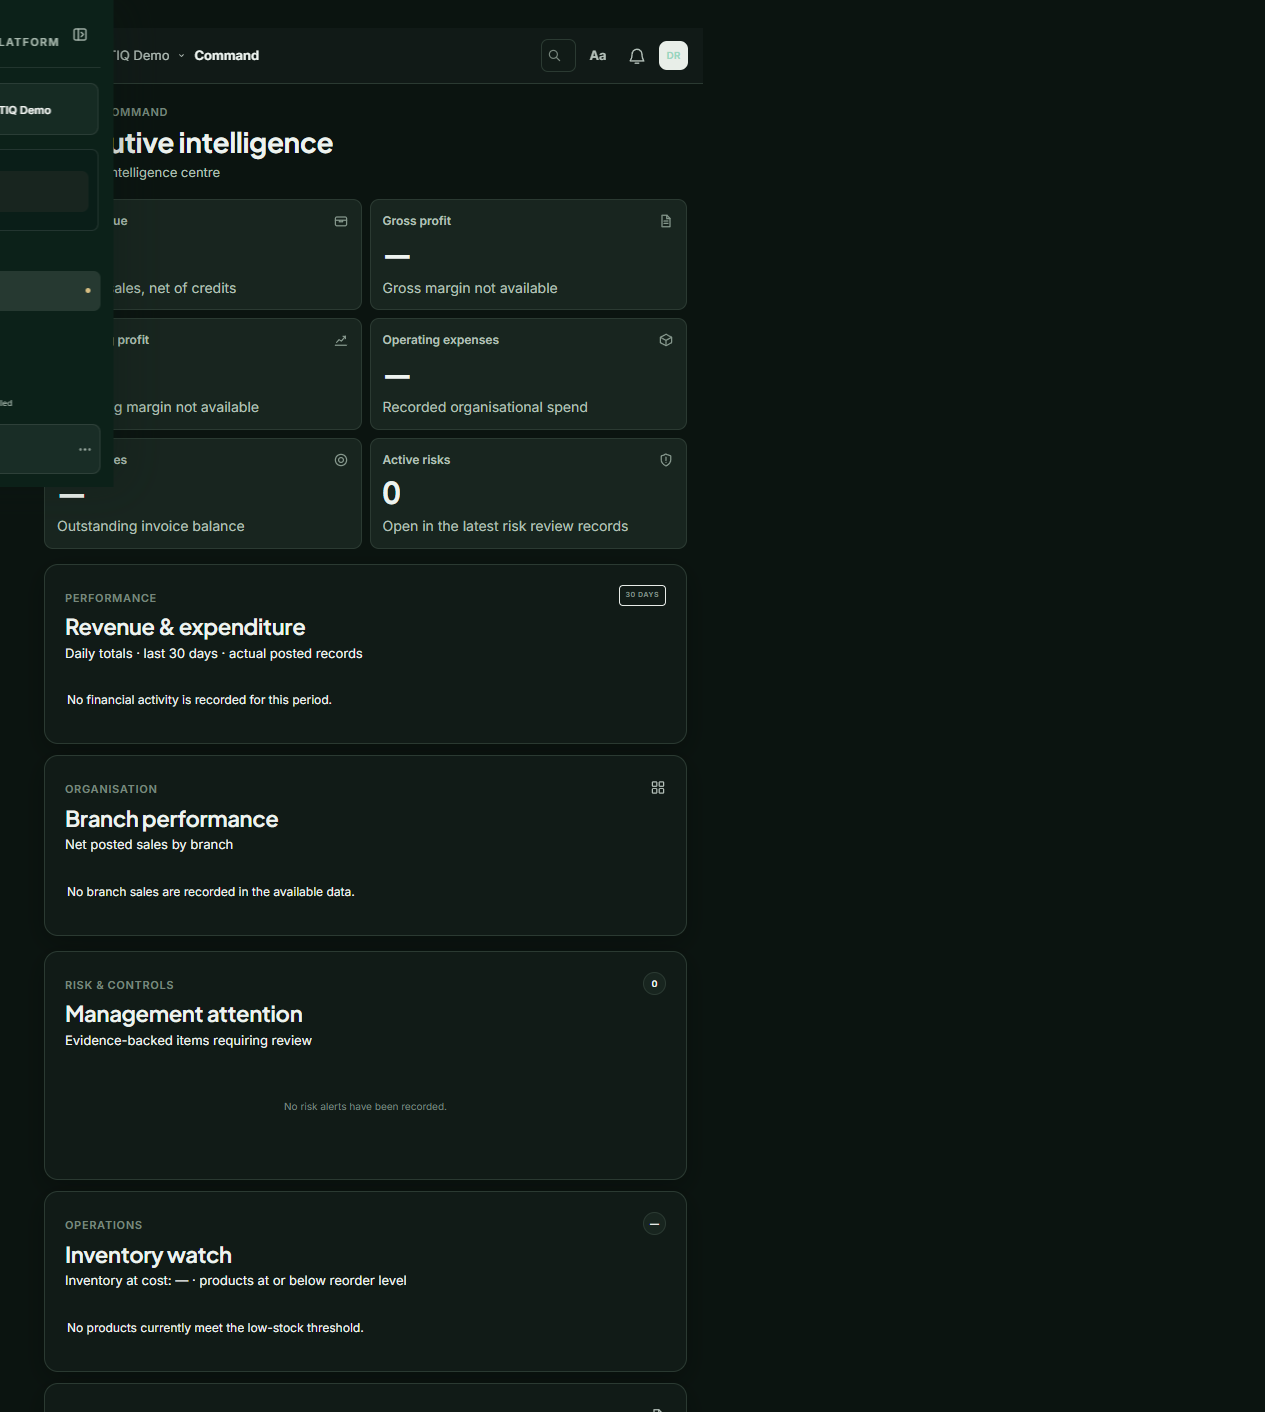 LATFORM
TIQ Demo
led
TIQ Demo Command
Aa
DR
OMMAND
utive intelligence
ntelligence centre
ue
ales, net of credits
Gross profit
—
Gross margin not available
profit
g margin not available
Operating expenses
—
Recorded organisational spend
es
—
Outstanding invoice balance
Active risks
0
Open in the latest risk review records
PERFORMANCE
30 DAYS
Revenue & expenditure
Daily totals · last 30 days · actual posted records
No financial activity is recorded for this period.
ORGANISATION
Branch performance
Net posted sales by branch
No branch sales are recorded in the available data.
RISK & CONTROLS
0
Management attention
Evidence-backed items requiring review
No risk alerts have been recorded.
OPERATIONS
—
Inventory watch
Inventory at cost: — · products at or below reorder level
No products currently meet the low-stock threshold.